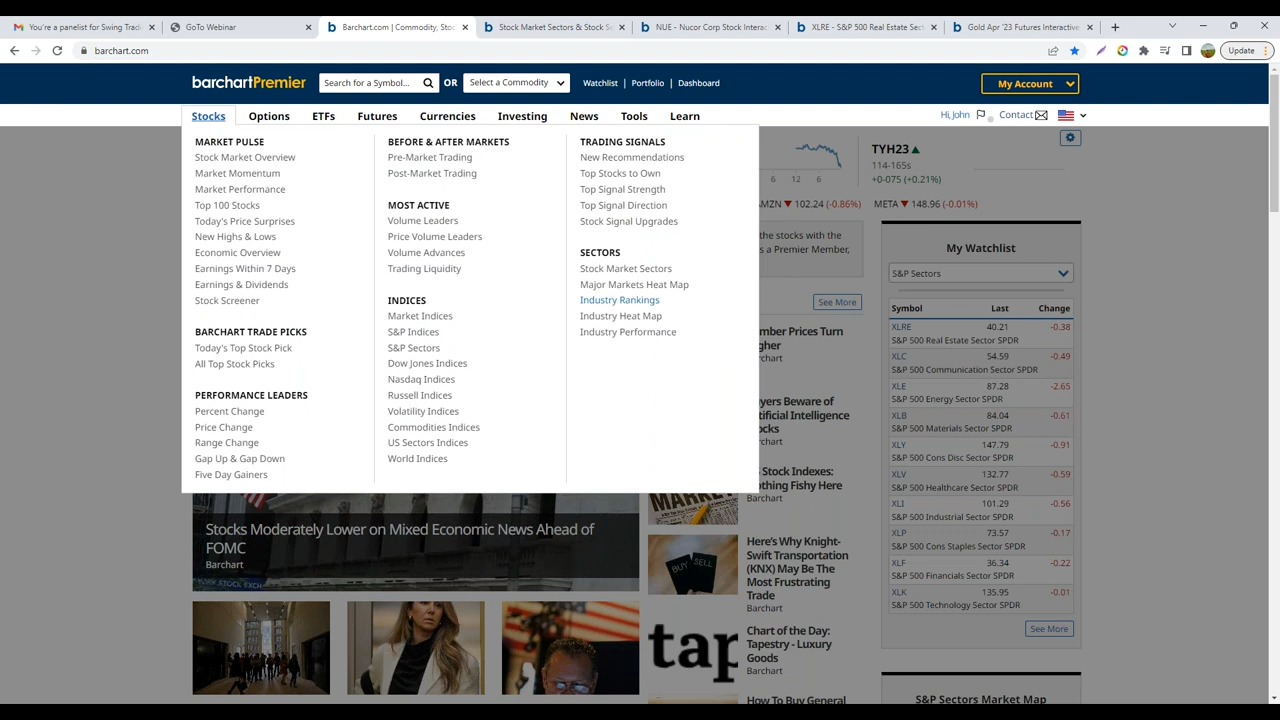 You're a panelist for Swing Trad
GoTo Webinar
Barchart.com | Commodity, Stoc
Stock Market Sectors & Stock Se
NUE - Nucor Corp Stock Interac
XLRE - S&P 500 Real Estate Sect
Gold Apr '23 Futures Interactive
barchart.com
Update
barchartPremier
Search for a Symbol...
OR
Select a Commodity
Watchlist | Portfolio | Dashboard
My Account
Stocks Options ETFs Futures Currencies Investing News Tools Learn
Hi, John
Contact
MARKET PULSE
Stock Market Overview
Market Momentum
Market Performance
Top 100 Stocks
Today's Price Surprises
New Highs & Lows
Economic Overview
Earnings Within 7 Days
Earnings & Dividends
Stock Screener
BARCHART TRADE PICKS
Today's Top Stock Pick
All Top Stock Picks
PERFORMANCE LEADERS
Percent Change
Price Change
Range Change
Gap Up & Gap Down
Five Day Gainers
BEFORE & AFTER MARKETS
Pre-Market Trading
Post-Market Trading
MOST ACTIVE
Volume Leaders
Price Volume Leaders
Volume Advances
Trading Liquidity
INDICES
Market Indices
S&P Indices
S&P Sectors
Dow Jones Indices
Nasdaq Indices
Russell Indices
Volatility Indices
Commodities Indices
US Sectors Indices
World Indices
TRADING SIGNALS
New Recommendations
Top Stocks to Own
Top Signal Strength
Top Signal Direction
Stock Signal Upgrades
SECTORS
Stock Market Sectors
Major Markets Heat Map
Industry Rankings
Industry Heat Map
Industry Performance
6 12 6
TYH23
114-165s
+0-075 (+0.21%)
AMZN 102.24 (-0.86%) META 148.96 (-0.01%)
the stocks with the
s a Premier Member,
See More
mber Prices Turn
gher
rchart
yers Beware of
tificial Intelligence
ocks
rchart
Stock Indexes:
othing Fishy Here
Barchart
MARKET
Here's Why Knight-
Swift Transportation
(KNX) May Be The
Most Frustrating
Trade
Barchart
BUY SELL
Chart of the Day:
Tapestry - Luxury
Goods
Barchart
tap
How To Buy General
Stocks Moderately Lower on Mixed Economic News Ahead of
FOMC
Barchart
YORK STOCK EXCH
My Watchlist
S&P Sectors
Symbol Last Change
XLRE 40.21 -0.38
S&P 500 Real Estate Sector SPDR
XLC 54.59 -0.49
S&P 500 Communication Sector SPDR
XLE 87.28 -2.65
S&P 500 Energy Sector SPDR
XLB 84.04 -0.61
S&P 500 Materials Sector SPDR
XLY 147.79 -0.91
S&P 500 Cons Disc Sector SPDR
XLV 132.77 -0.59
S&P 500 Healthcare Sector SPDR
XLI 101.29 -0.56
S&P 500 Industrial Sector SPDR
XLP 73.57 -0.17
S&P 500 Cons Staples Sector SPDR
XLF 36.34 -0.22
S&P 500 Financials Sector SPDR
XLK 135.95 -0.01
S&P 500 Technology Sector SPDR
See More
S&P Sectors Market Map